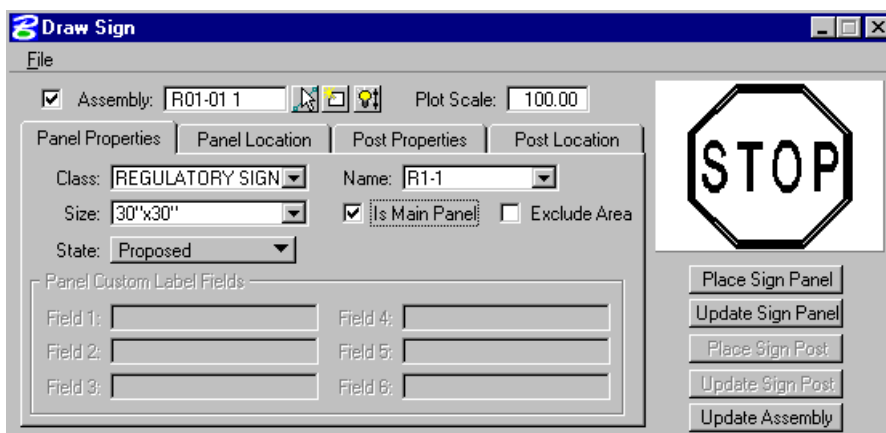 Draw Sign
File
Assembly: R01-01 1 Plot Scale: 100.00
Panel Properties Panel Location Post Properties Post Location
Class: REGULATORY SIGN Name: R1-1
Size: 30"x30" Is Main Panel Exclude Area
State: Proposed
Panel Custom Label Fields
Field 1: Field 4:
Field 2: Field 5:
Field 3: Field 6:
STOP
Place Sign Panel
Update Sign Panel
Place Sign Post
Update Sign Post
Update Assembly